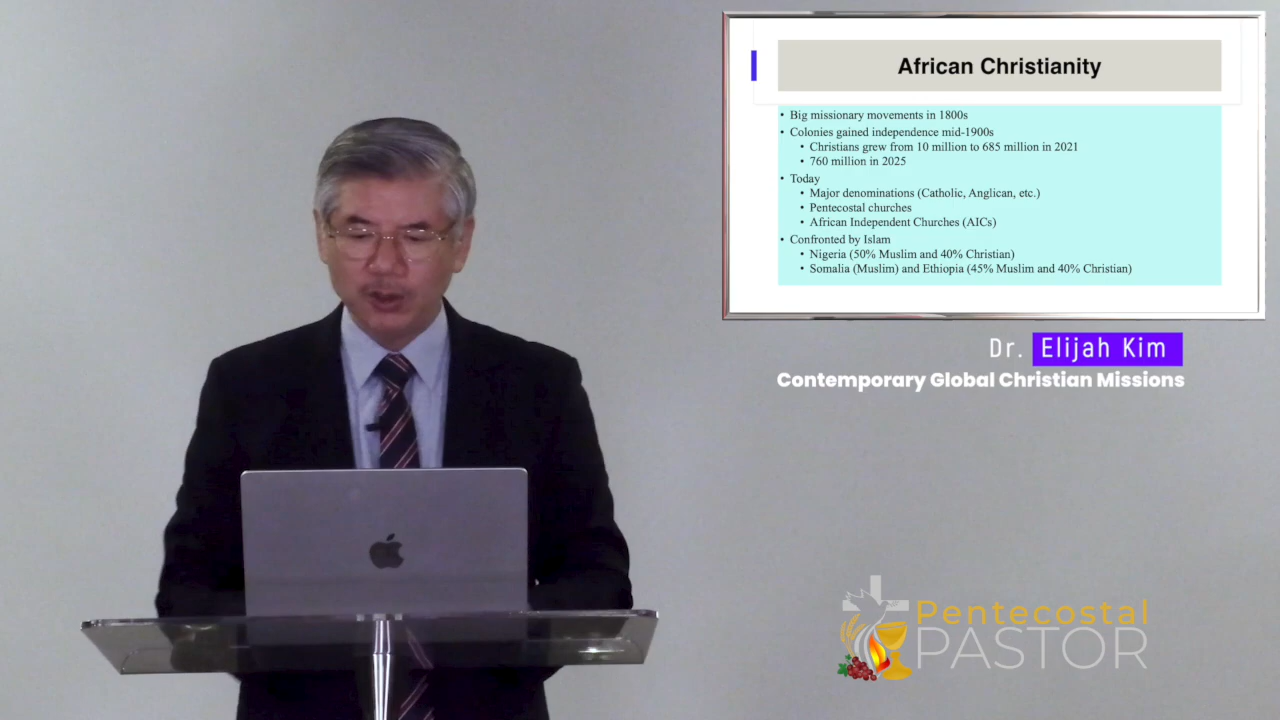 African Christianity
• Big missionary movements in 1800s
• Colonies gained independence mid-1900s
• Christians grew from 10 million to 685 million in 2021
• 760 million in 2025
• Today
• Major denominations (Catholic, Anglican, etc.)
• Pentecostal churches
• African Independent Churches (AICs)
• Confronted by Islam
• Nigeria (50% Muslim and 40% Christian)
• Somalia (Muslim) and Ethiopia (45% Muslim and 40% Christian)
Dr. Elijah Kim
Contemporary Global Christian Missions
Pentecostal
PASTOR